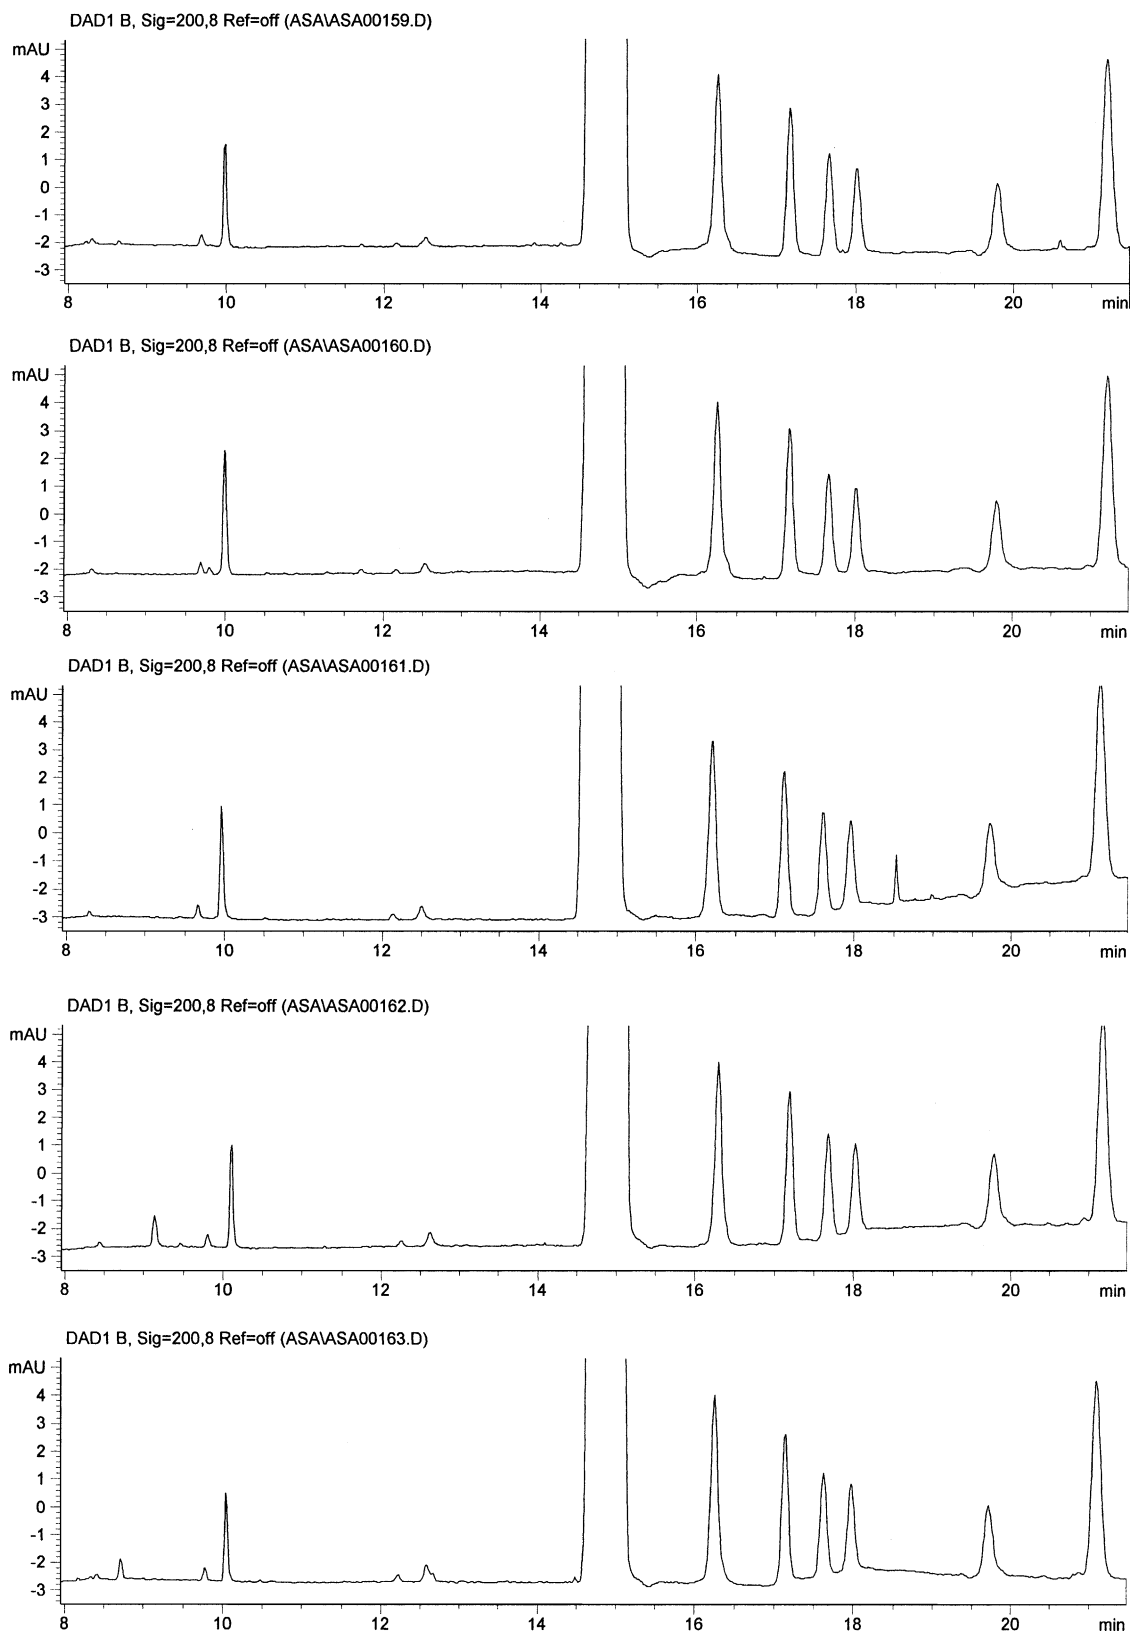 DAD1 B, Sig=200,8 Ref=off (ASA\ASA00159.D)
mAU
4
3
2
1
0
-1
-2
-3
8 10 12 14 16 18 20 min
DAD1 B, Sig=200,8 Ref=off (ASA\ASA00160.D)
mAU
4
3
2
1
0
-1
-2
-3
8 10 12 14 16 18 20 min
DAD1 B, Sig=200,8 Ref=off (ASA\ASA00161.D)
mAU
4
3
2
1
0
-1
-2
-3
8 10 12 14 16 18 20 min
DAD1 B, Sig=200,8 Ref=off (ASA\ASA00162.D)
mAU
4
3
2
1
0
-1
-2
-3
8 10 12 14 16 18 20 min
DAD1 B, Sig=200,8 Ref=off (ASA\ASA00163.D)
mAU
4
3
2
1
0
-1
-2
-3
8 10 12 14 16 18 20 min